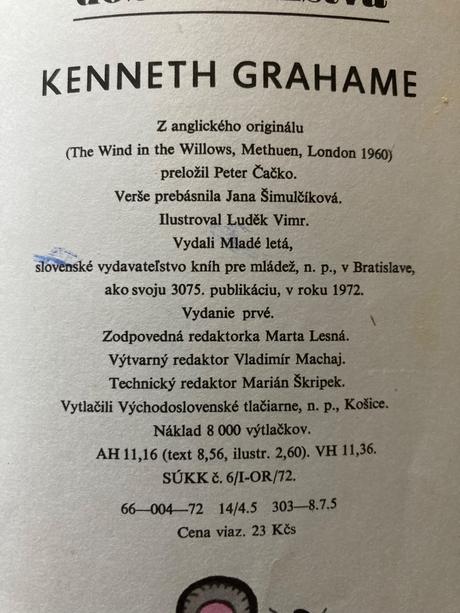 KENNETH GRAHAME
Z anglického originálu
(The Wind in the Willows, Methuen, London 1960)
preložil Peter Čačko.
Verše prebásnila Jana Šimulčíková.
Ilustroval Luděk Vimr.
Vydali Mladé letá,
slovenské vydavateľstvo kníh pre mládež, n. p., v Bratislave,
ako svoju 3075. publikáciu, v roku 1972.
Vydanie prvé.
Zodpovedná redaktorka Marta Lesná.
Výtvarný redaktor Vladimír Machaj.
Technický redaktor Marián Škripek.
Vytlačili Východoslovenské tlačiarne, n. p., Košice.
Náklad 8 000 výtlačkov.
AH 11,16 (text 8,56, ilustr. 2,60). VH 11,36.
SÚKK č. 6/I-OR/72.
66—004—72 14/4.5 303—8.7.5
Cena viaz. 23 Kčs